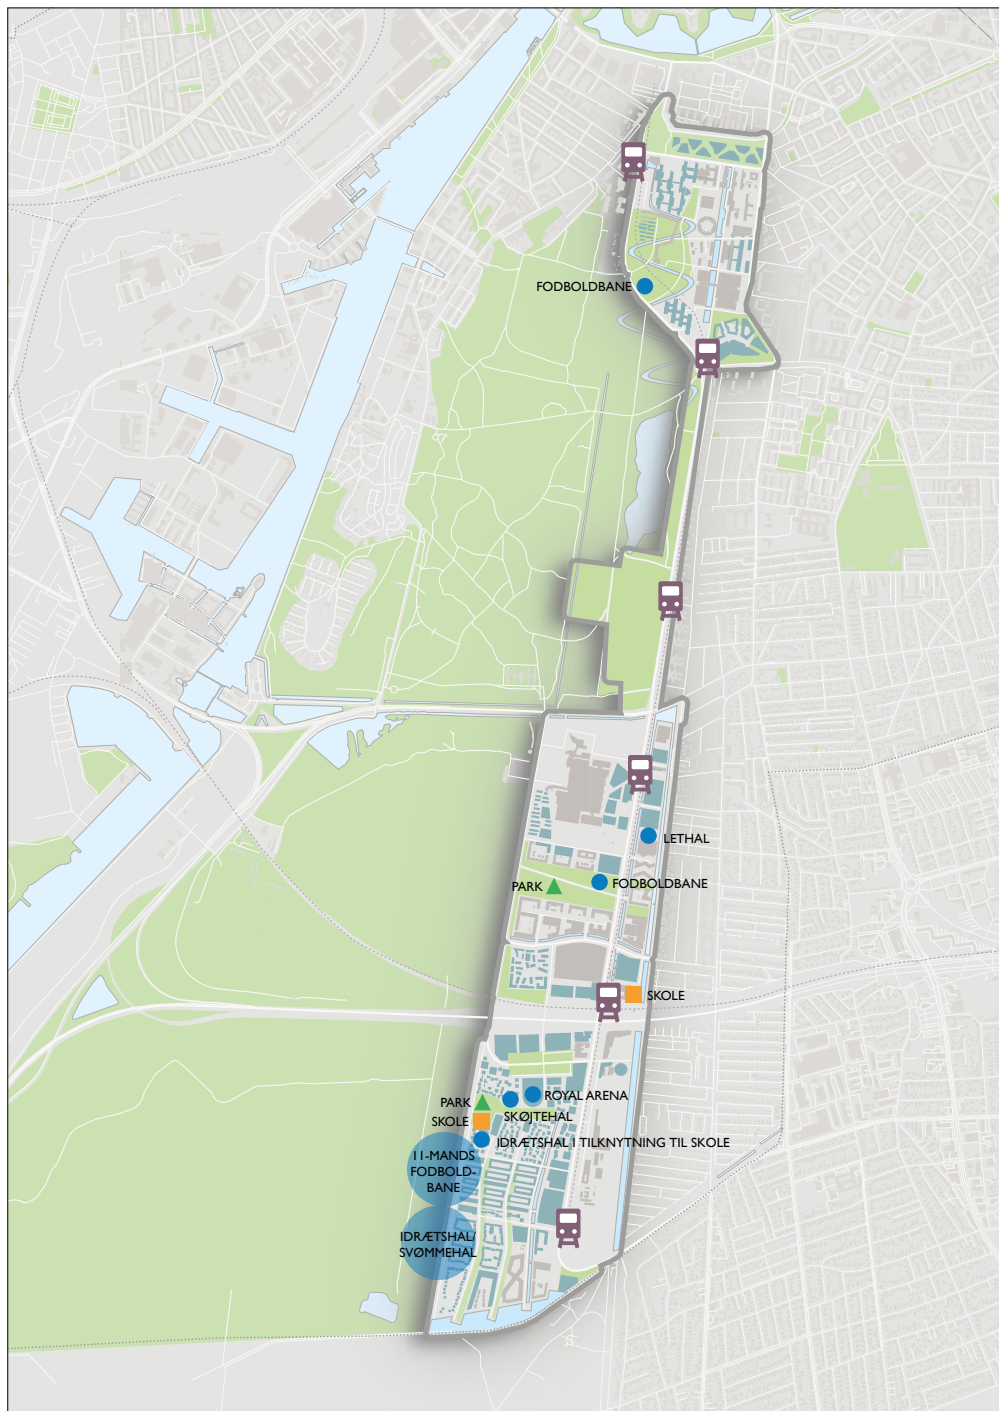 FODBOLDBANE
LETHAL
FODBOLDBANE
PARK
SKOLE
ROYAL ARENA
PARK
SKØJTEHAL
SKOLE
IDRÆTSHAL I TILKNYTNING TIL SKOLE
11-MANDS
FODBOLD-
BANE
IDRÆTSHAL/
SVØMMEHAL